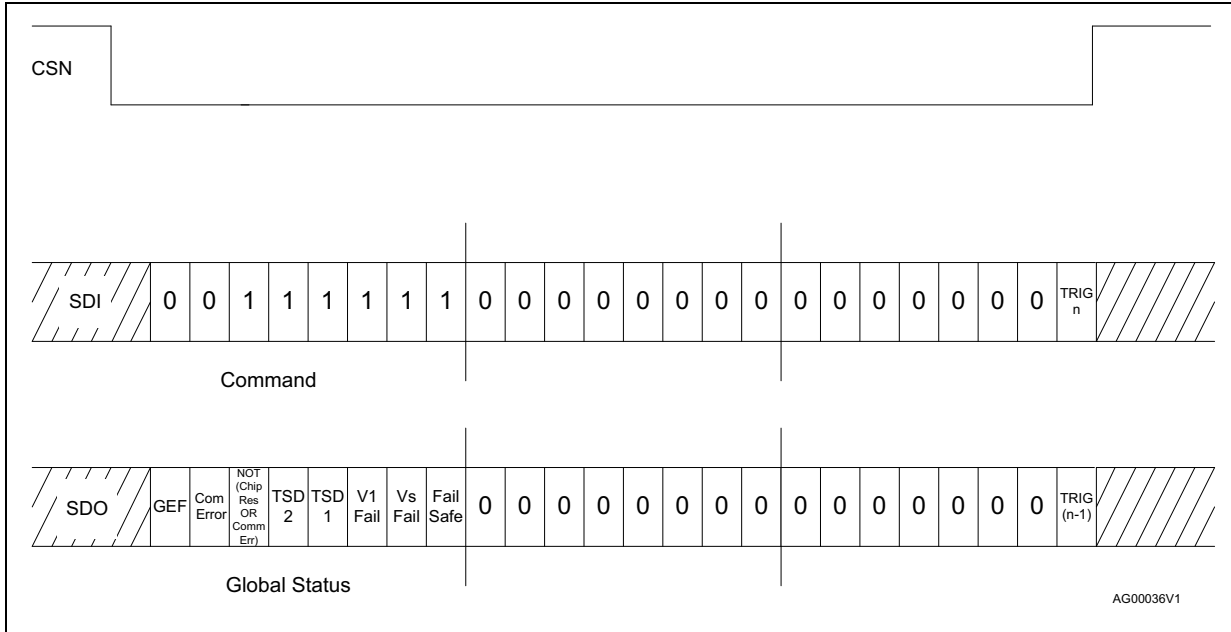 CSN
SDI 0 0 1 1 1 1 1 1 0 0 0 0 0 0 0 0 0 0 0 0 0 0 0 TRIG n
Command
SDO GEF Com Error NOT (Chip Res OR Comm Err) TSD 2 TSD 1 V1 Fail Vs Fail Fail Safe 0 0 0 0 0 0 0 0 0 0 0 0 0 0 0 TRIG (n-1)
Global Status
AG00036V1